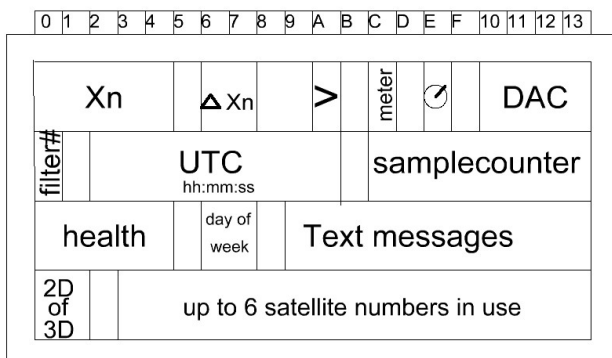 0 1 2 3 4 5 6 7 8 9 A B C D E F 10 11 12 13
Xn Δ Xn > meter DAC
filter# UTC samplecounter
hh:mm:ss
health day of Text messages
week
2D
of up to 6 satellite numbers in use
3D